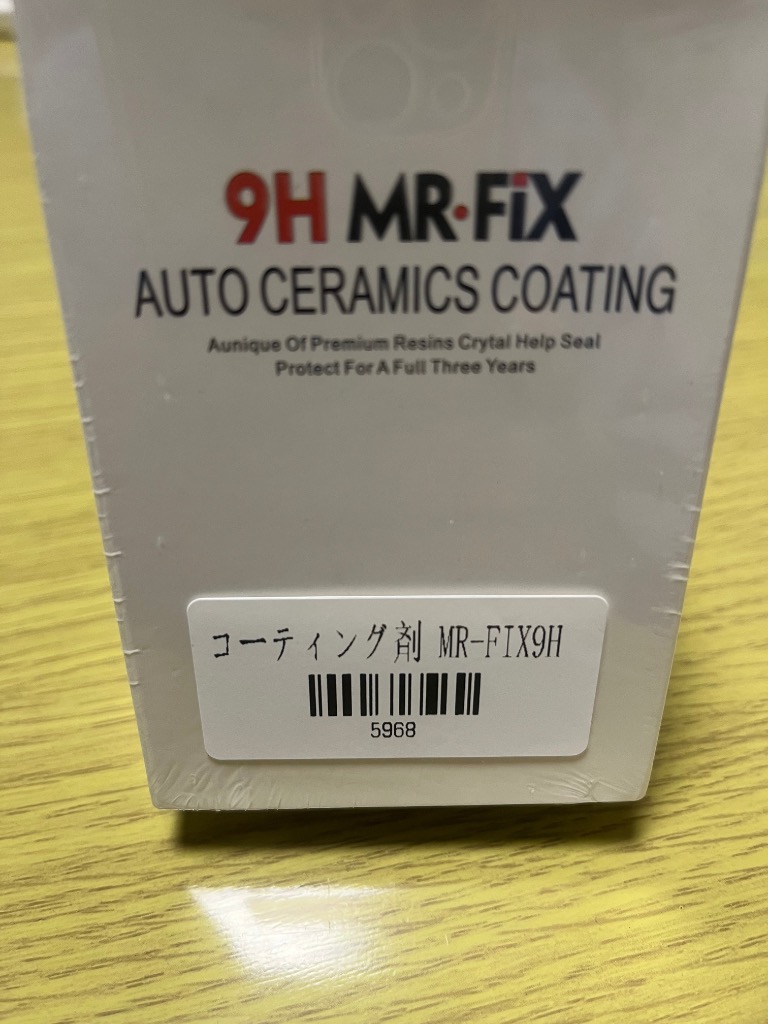 9H MR·FiX
AUTO CERAMICS COATING
Aunique Of Premium Resins Crytal Help Seal
Protect For A Full Three Years
コーティング剤 MR-FIX9H
5968